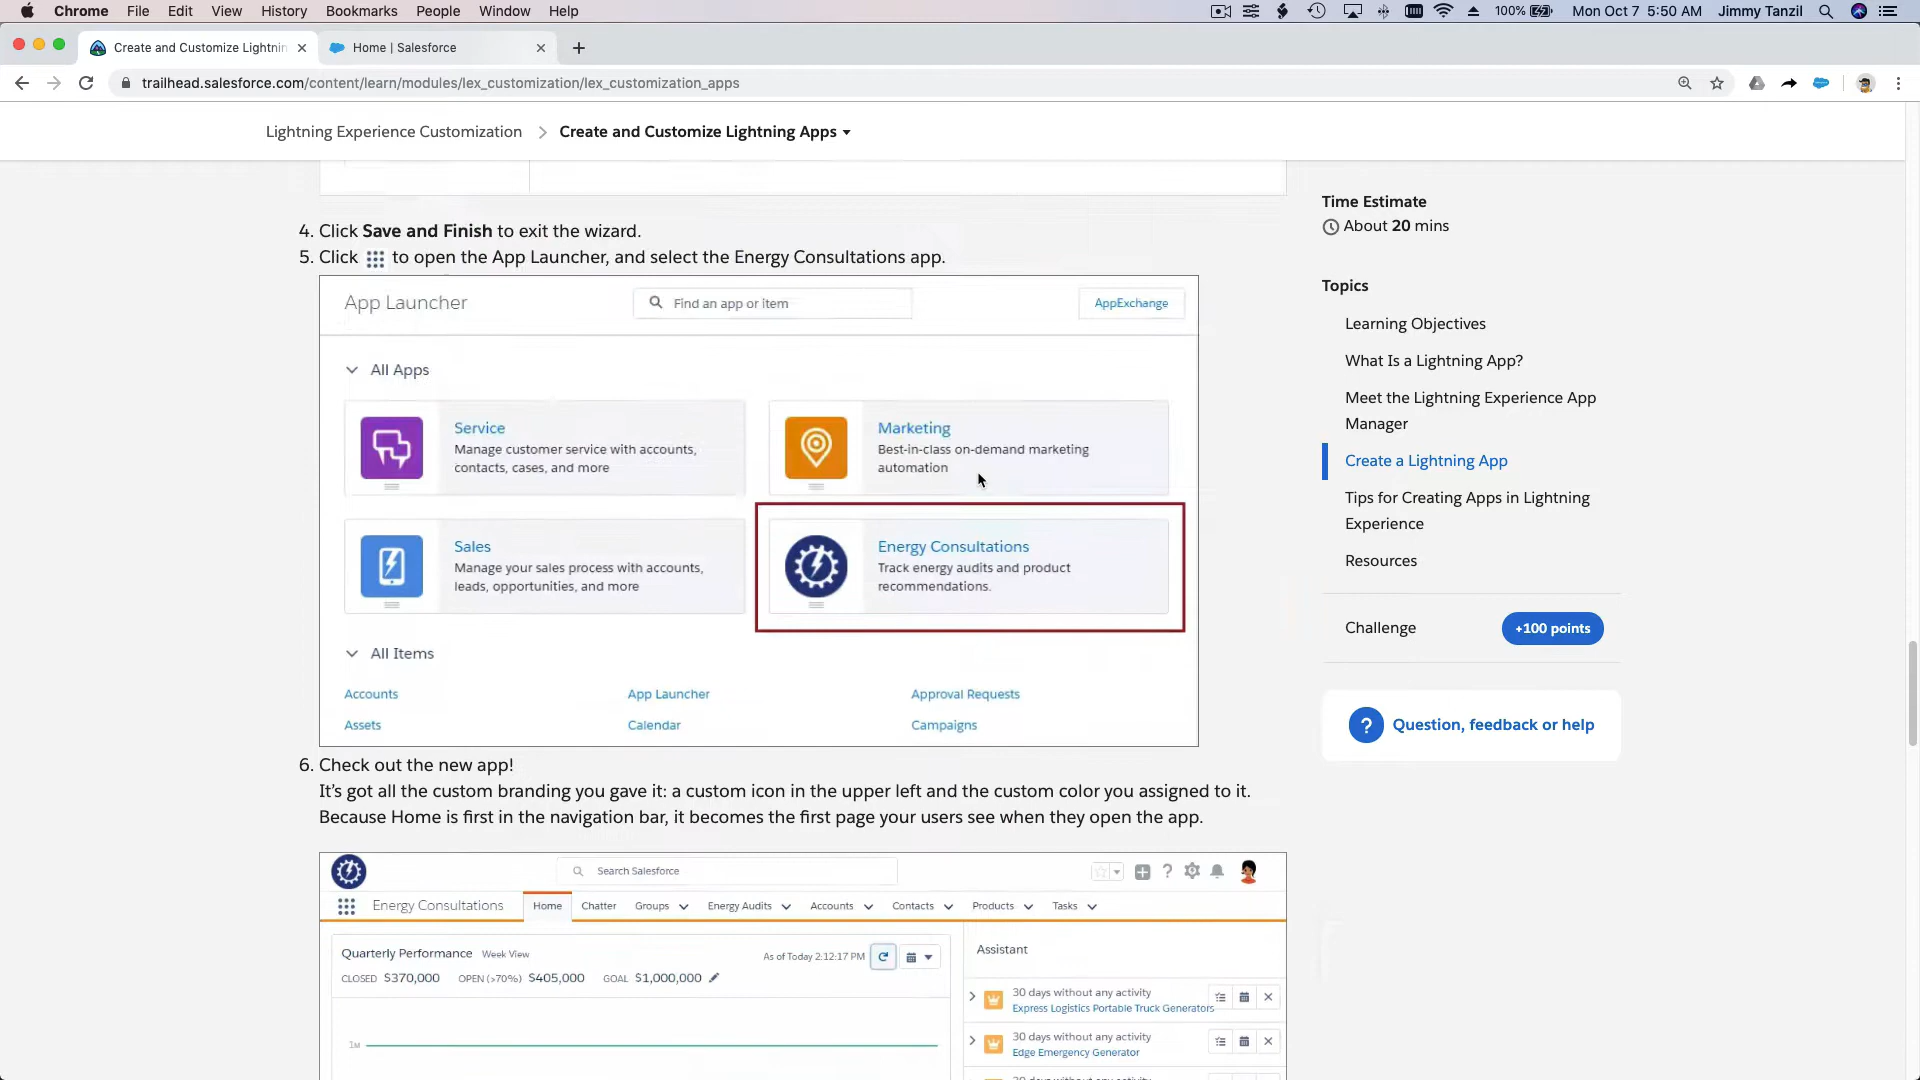 Chrome File Edit View History Bookmarks People Window Help 100% Mon Oct 7 5:50 AM Jimmy Tanzil
Create and Customize Lightnin Home | Salesforce
trailhead.salesforce.com/content/learn/modules/lex_customization/lex_customization_apps
Lightning Experience Customization Create and Customize Lightning Apps
4. Click Save and Finish to exit the wizard.
5. Click to open the App Launcher, and select the Energy Consultations app.
App Launcher Find an app or item AppExchange
All Apps
Service
Manage customer service with accounts,
contacts, cases, and more
Marketing
Best-in-class on-demand marketing
automation
Sales
Manage your sales process with accounts,
leads, opportunities, and more
Energy Consultations
Track energy audits and product
recommendations.
All Items
Accounts App Launcher Approval Requests
Assets Calendar Campaigns
6. Check out the new app!
It's got all the custom branding you gave it: a custom icon in the upper left and the custom color you assigned to it.
Because Home is first in the navigation bar, it becomes the first page your users see when they open the app.
Search Salesforce
Energy Consultations Home Chatter Groups Energy Audits Accounts Contacts Products Tasks
Quarterly Performance Week View As of Today 2:12:17 PM
CLOSED $370,000 OPEN (>70%) $405,000 GOAL $1,000,000
1M
Assistant
30 days without any activity
Express Logistics Portable Truck Generators
30 days without any activity
Edge Emergency Generator
Time Estimate
About 20 mins
Topics
Learning Objectives
What Is a Lightning App?
Meet the Lightning Experience App
Manager
Create a Lightning App
Tips for Creating Apps in Lightning
Experience
Resources
Challenge +100 points
? Question, feedback or help